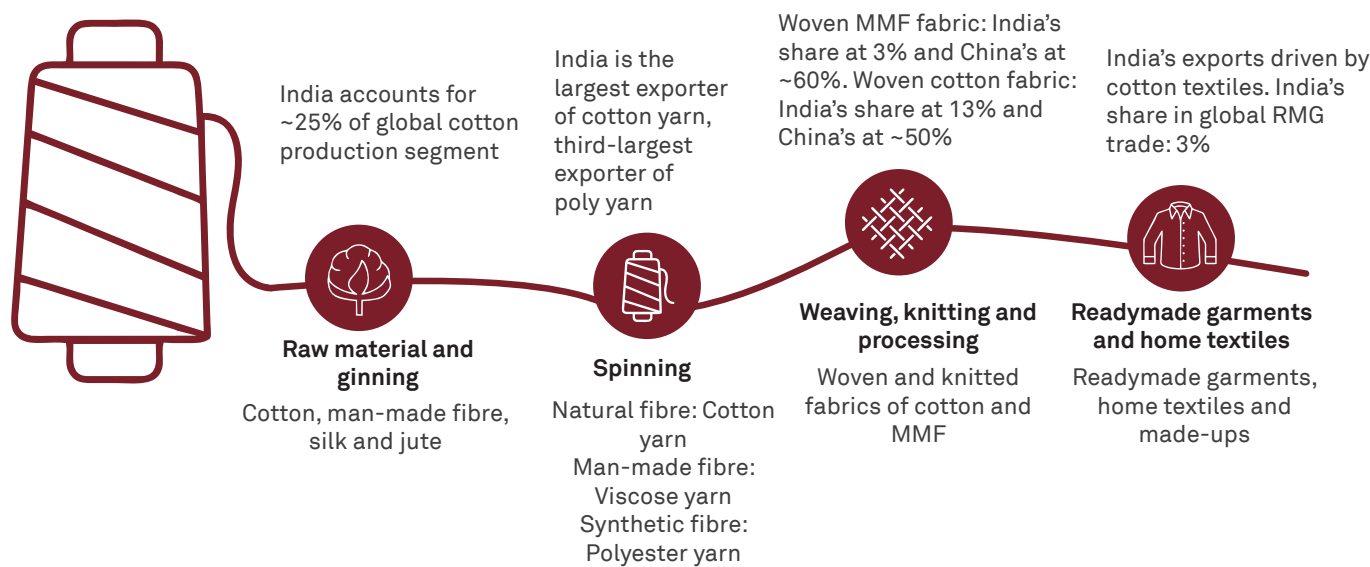 India accounts for
~25% of global cotton
production segment
Raw material and
ginning
Cotton, man-made fibre,
silk and jute
India is the
largest exporter
of cotton yarn,
third-largest
exporter of
poly yarn
Spinning
Natural fibre: Cotton
yarn
Man-made fibre:
Viscose yarn
Synthetic fibre:
Polyester yarn
Woven MMF fabric: India’s
share at 3% and China’s at
~60%. Woven cotton fabric:
India’s share at 13% and
China’s at ~50%
Weaving, knitting and
processing
Woven and knitted
fabrics of cotton and
MMF
India’s exports driven by
cotton textiles. India’s
share in global RMG
trade: 3%
Readymade garments
and home textiles
Readymade garments,
home textiles and
made-ups